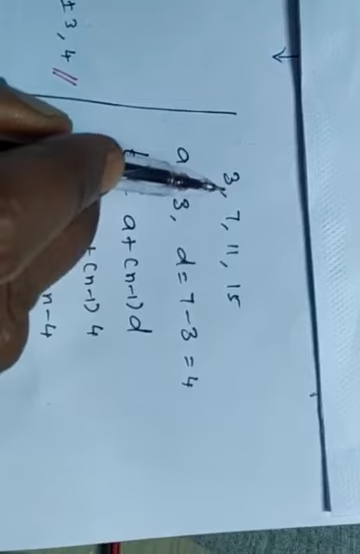 ± 3, 4 //
3, 7, 11, 15
a 3, d = 7 - 3 = 4
a + (n-1) d
+ (n-1) 4
n - 4